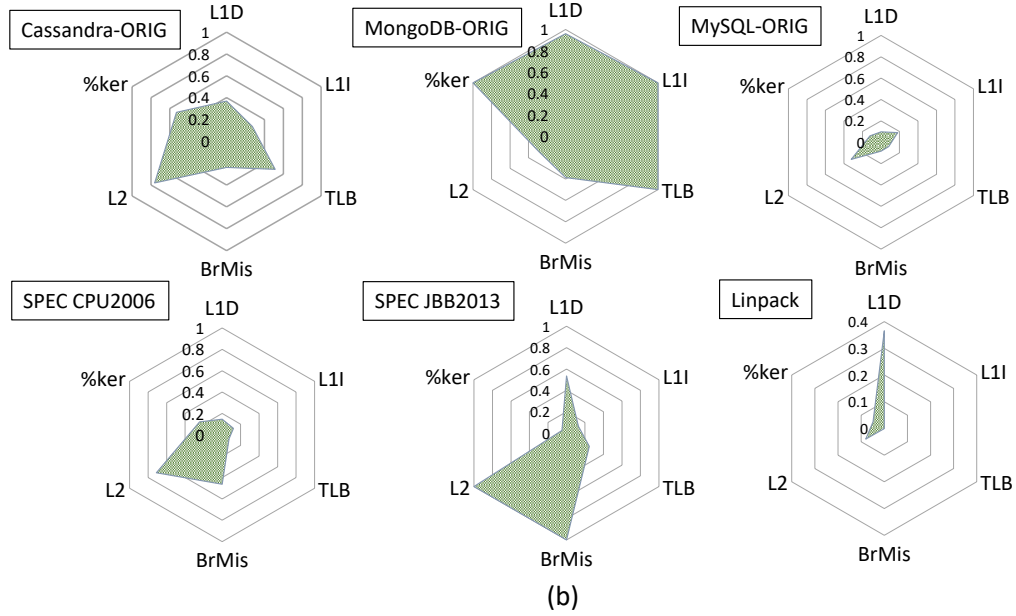 Cassandra-ORIG
L1D
1
0.8
0.6
0.4
0.2
0
L1I
TLB
BrMis
L2
%ker
MongoDB-ORIG
L1D
1
0.8
0.6
0.4
0.2
0
L1I
TLB
BrMis
L2
%ker
MySQL-ORIG
L1D
1
0.8
0.6
0.4
0.2
0
L1I
TLB
BrMis
L2
%ker
SPEC CPU2006
L1D
1
0.8
0.6
0.4
0.2
0
L1I
TLB
BrMis
L2
%ker
SPEC JBB2013
L1D
1
0.8
0.6
0.4
0.2
0
L1I
TLB
BrMis
L2
%ker
Linpack
L1D
0.4
0.3
0.2
0.1
0
L1I
TLB
BrMis
L2
%ker
(b)